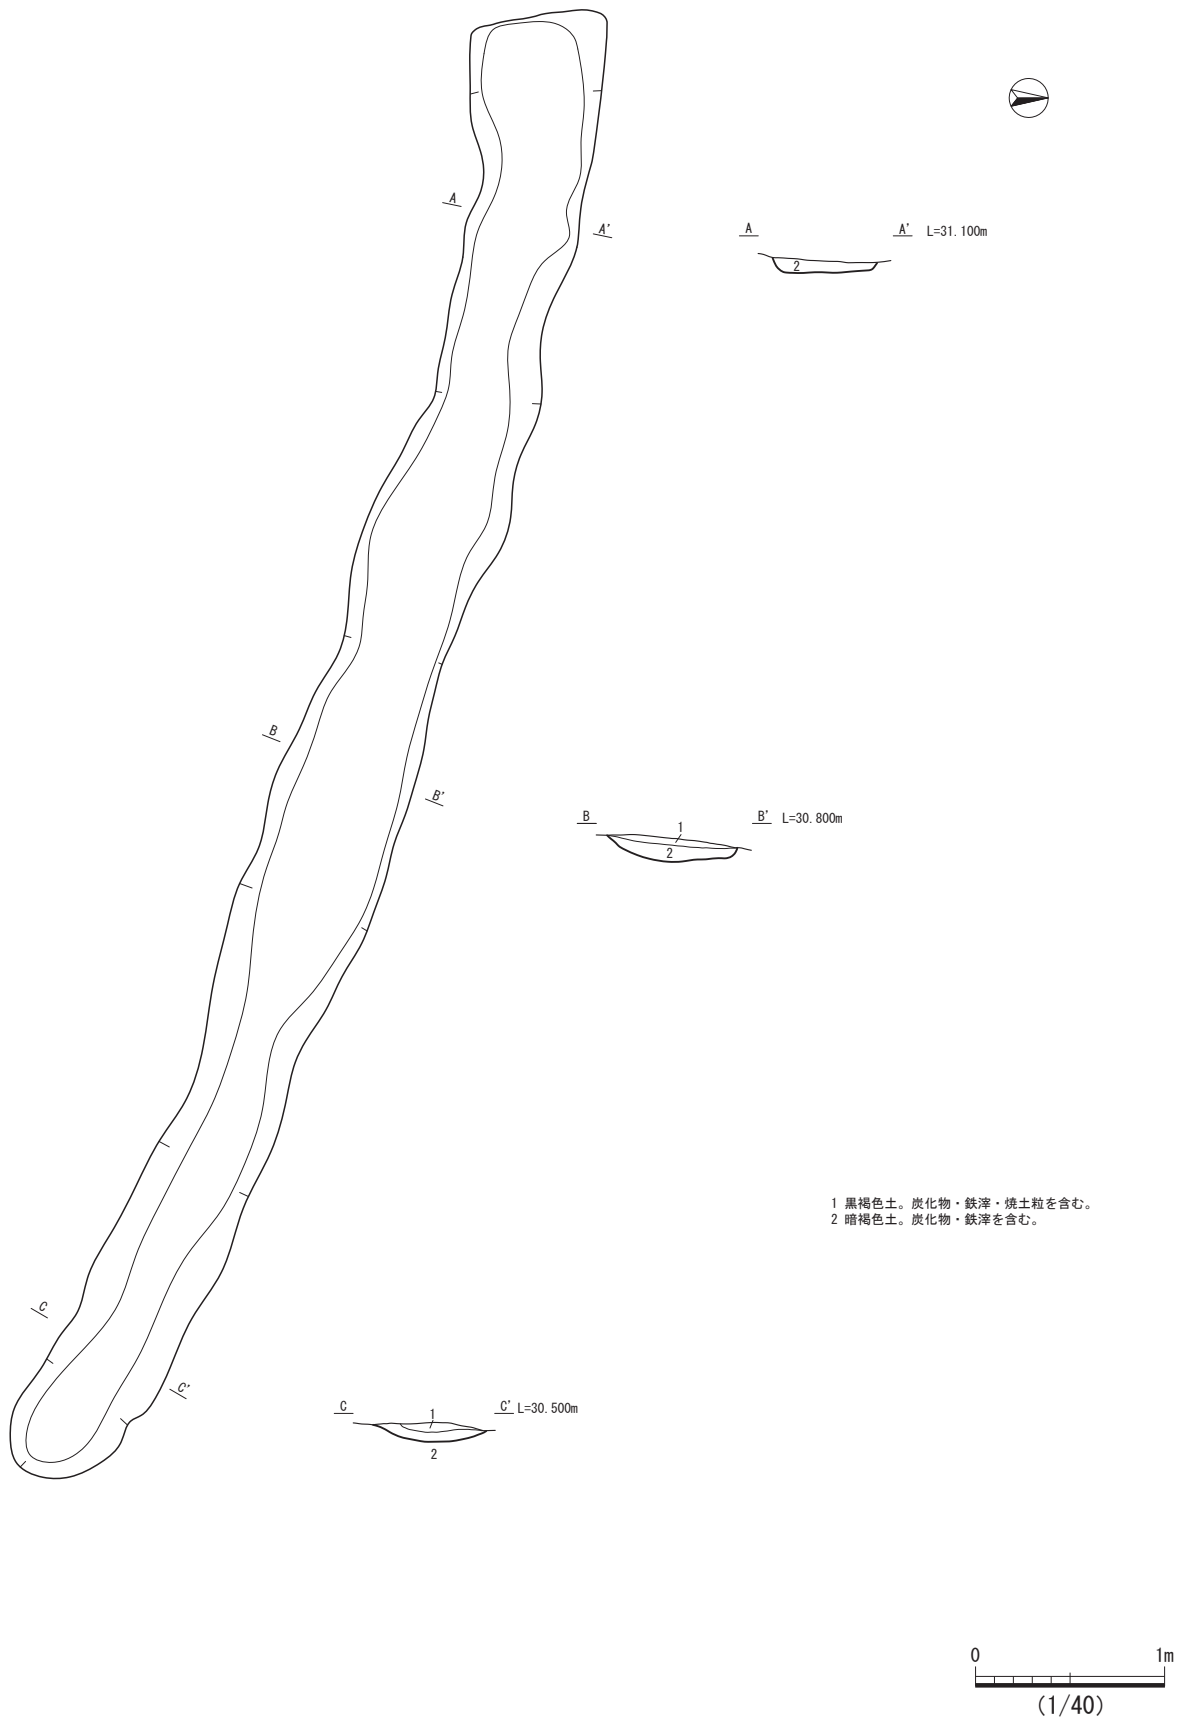 A
A'
A
A'
L=31.100m
2
B
B'
B
B'
L=30.800m
1
2
1 黒褐色土。炭化物・鉄滓・焼土粒を含む。
2 暗褐色土。炭化物・鉄滓を含む。
C
C'
C
C'
L=30.500m
1
2
0
1m
(1/40)